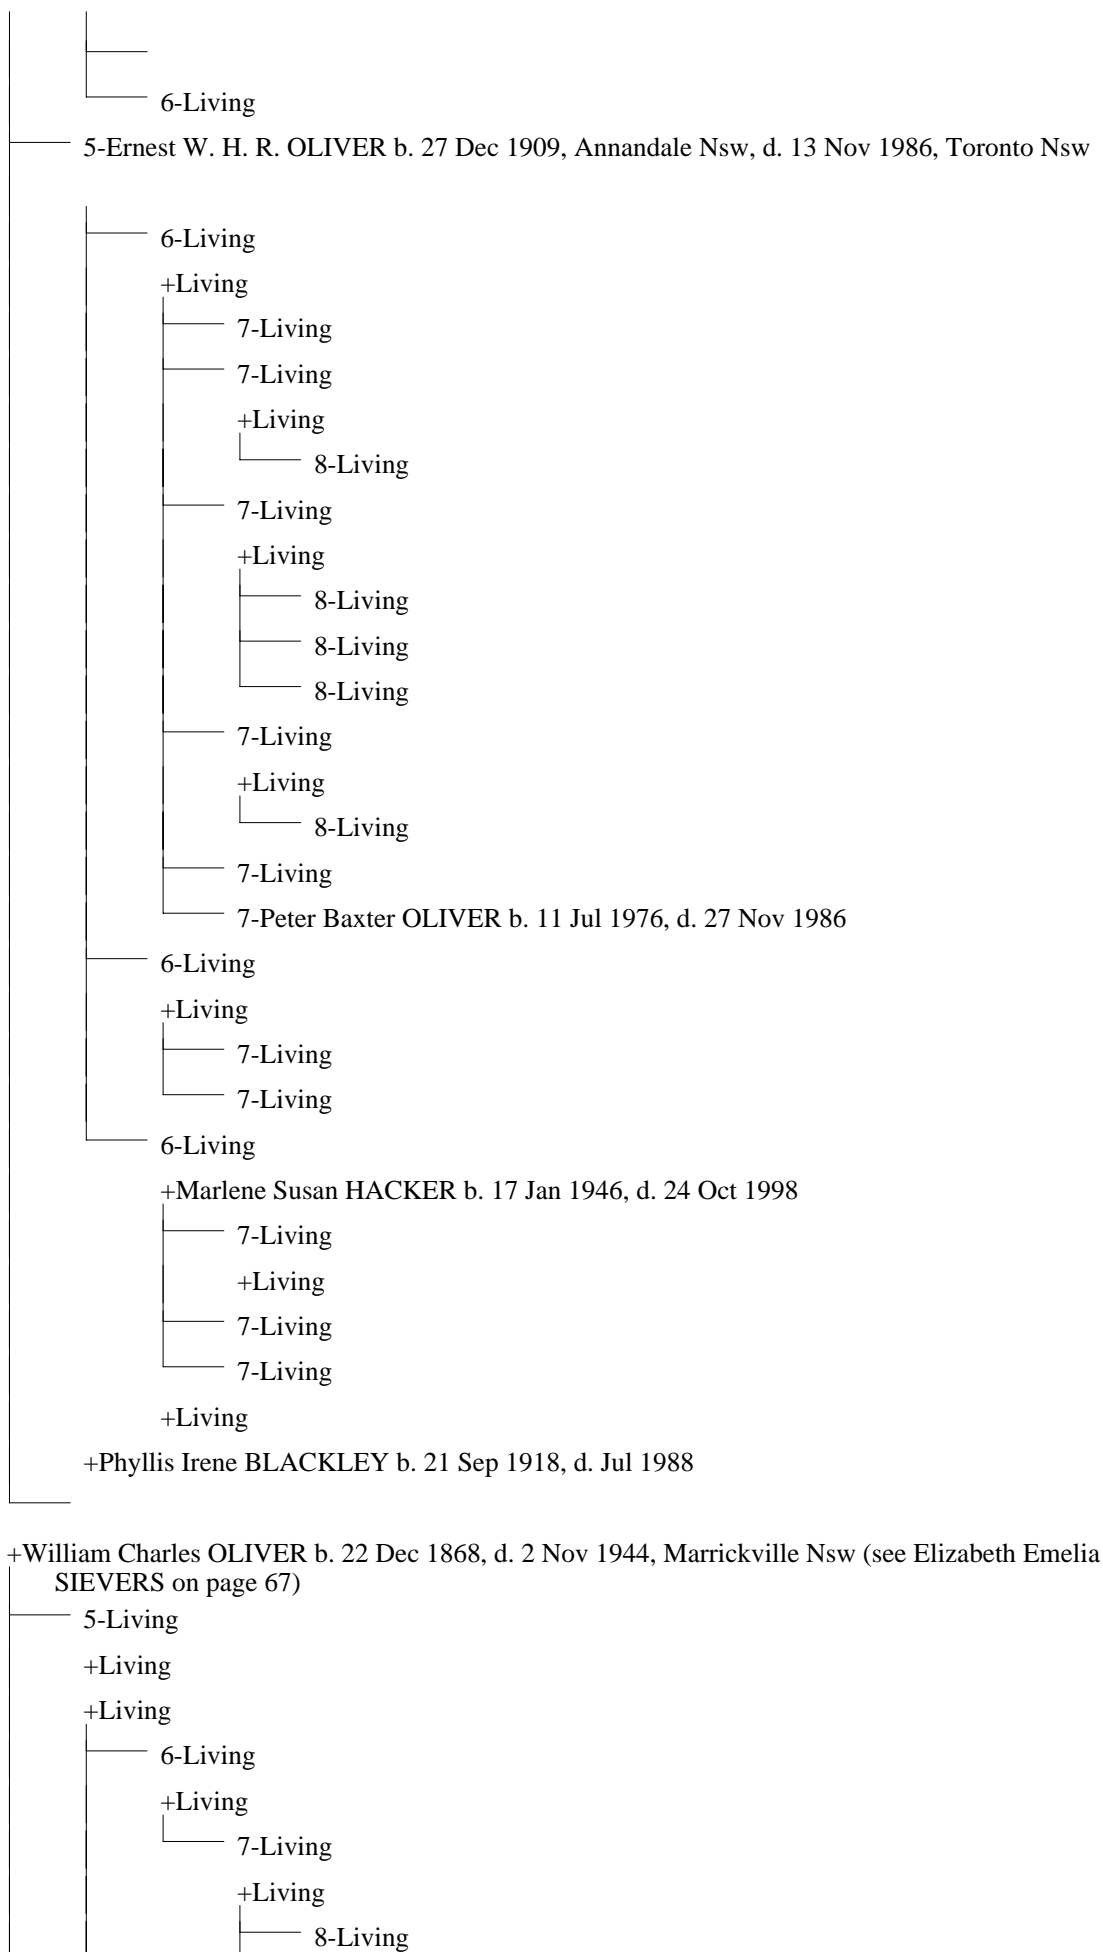 6-Living
5-Ernest W. H. R. OLIVER b. 27 Dec 1909, Annandale Nsw, d. 13 Nov 1986, Toronto Nsw
6-Living
+Living
7-Living
7-Living
+Living
8-Living
7-Living
+Living
8-Living
8-Living
8-Living
7-Living
+Living
8-Living
7-Living
7-Peter Baxter OLIVER b. 11 Jul 1976, d. 27 Nov 1986
6-Living
+Living
7-Living
7-Living
6-Living
+Marlene Susan HACKER b. 17 Jan 1946, d. 24 Oct 1998
7-Living
+Living
7-Living
7-Living
+Living
+Phyllis Irene BLACKLEY b. 21 Sep 1918, d. Jul 1988
+William Charles OLIVER b. 22 Dec 1868, d. 2 Nov 1944, Marrickville Nsw (see Elizabeth Emelia
SIEVERS on page 67)
5-Living
+Living
+Living
6-Living
+Living
7-Living
+Living
8-Living